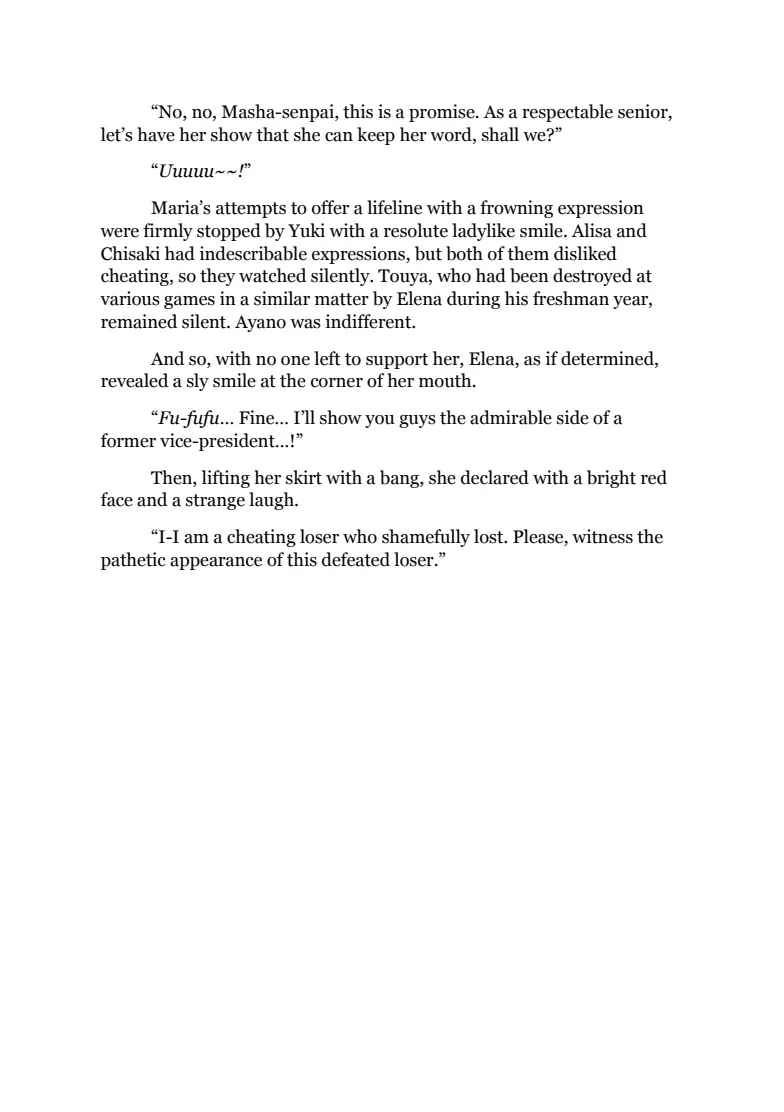 “No, no, Masha-senpai, this is a promise. As a respectable senior,
let’s have her show that she can keep her word, shall we?”
“Uuuuu~~!”
Maria’s attempts to offer a lifeline with a frowning expression
were firmly stopped by Yuki with a resolute ladylike smile. Alisa and
Chisaki had indescribable expressions, but both of them disliked
cheating, so they watched silently. Touya, who had been destroyed at
various games in a similar matter by Elena during his freshman year,
remained silent. Ayano was indifferent.
And so, with no one left to support her, Elena, as if determined,
revealed a sly smile at the corner of her mouth.
“Fu-fufu… Fine… I’ll show you guys the admirable side of a
former vice-president…!”
Then, lifting her skirt with a bang, she declared with a bright red
face and a strange laugh.
“I-I am a cheating loser who shamefully lost. Please, witness the
pathetic appearance of this defeated loser.”